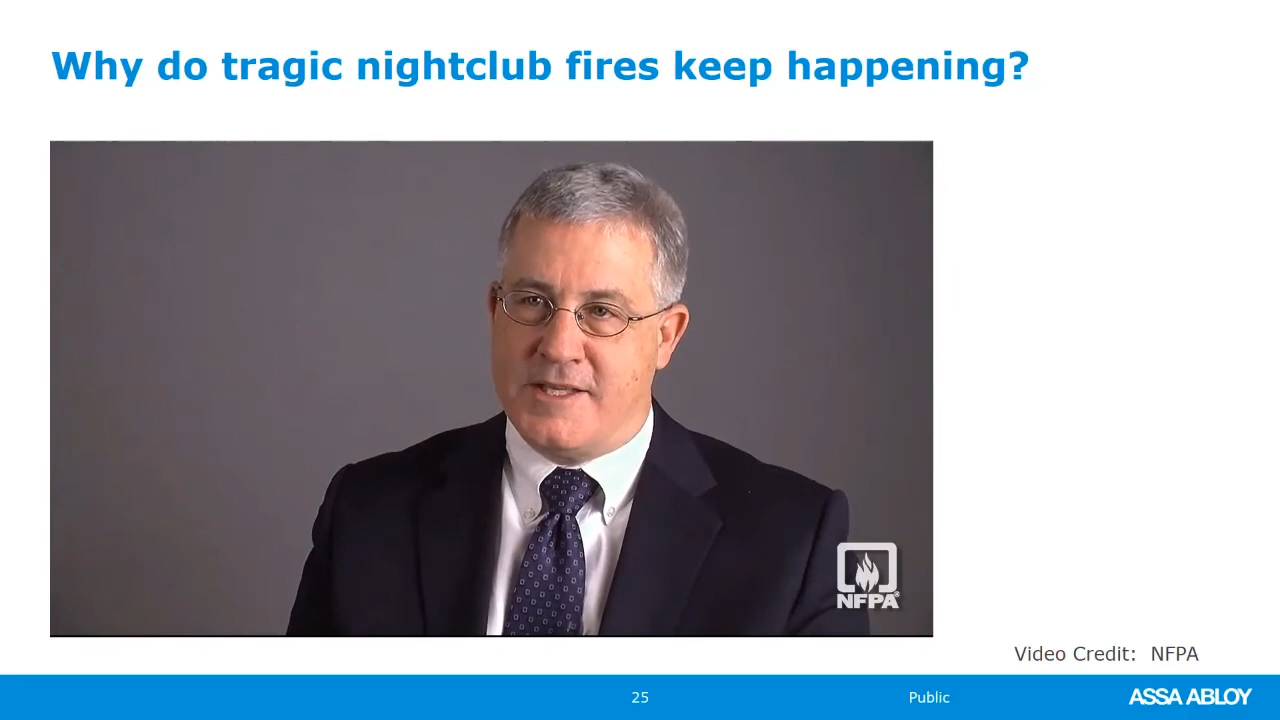 Why do tragic nightclub fires keep happening?
NFPA®
Video Credit: NFPA
25
Public
ASSA ABLOY